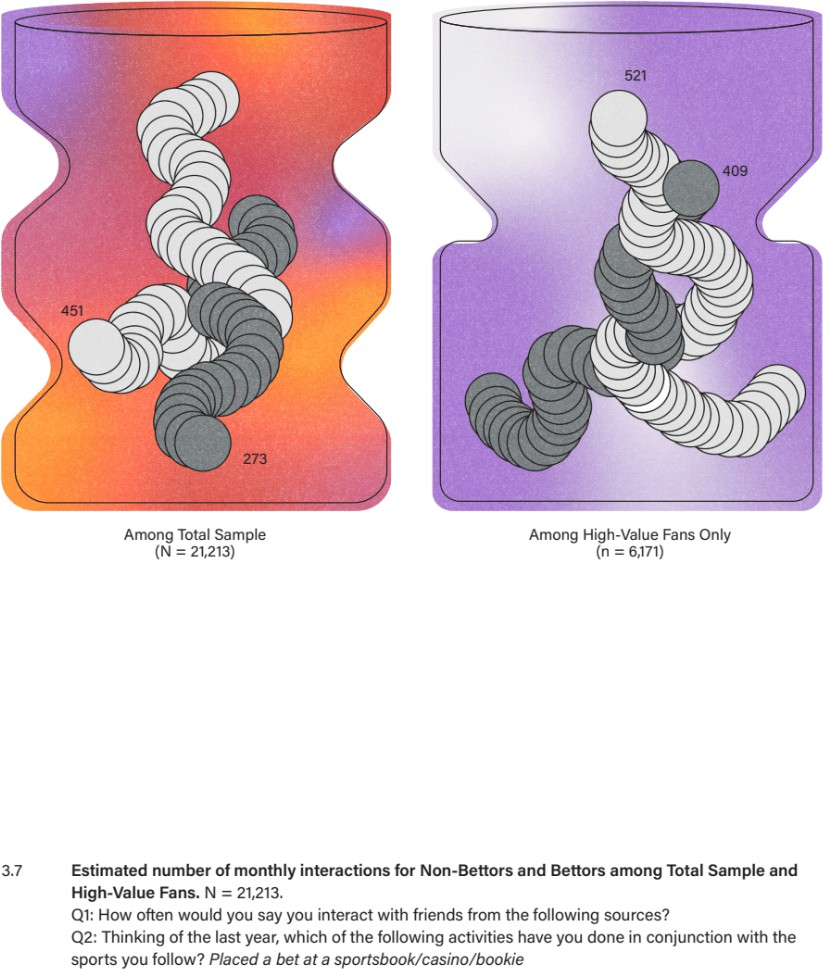 521
409
451
273
Among Total Sample
(N = 21,213)
Among High-Value Fans Only
(n = 6,171)
3.7
Estimated number of monthly interactions for Non-Bettors and Bettors among Total Sample and
High-Value Fans. N = 21,213.
Q1: How often would you say you interact with friends from the following sources?
Q2: Thinking of the last year, which of the following activities have you done in conjunction with the
sports you follow? Placed a bet at a sportsbook/casino/bookie